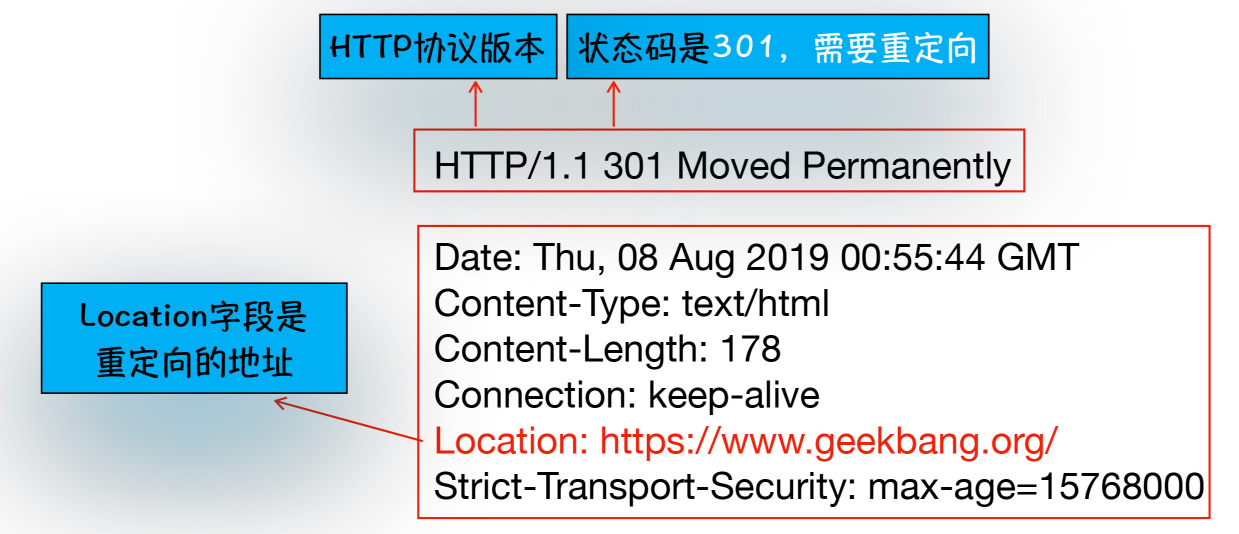 HTTP协议版本
状态码是301，需要重定向
HTTP/1.1 301 Moved Permanently
Date: Thu, 08 Aug 2019 00:55:44 GMT
Content-Type: text/html
Content-Length: 178
Connection: keep-alive
Location: https://www.geekbang.org/
Strict-Transport-Security: max-age=15768000
Location字段是
重定向的地址